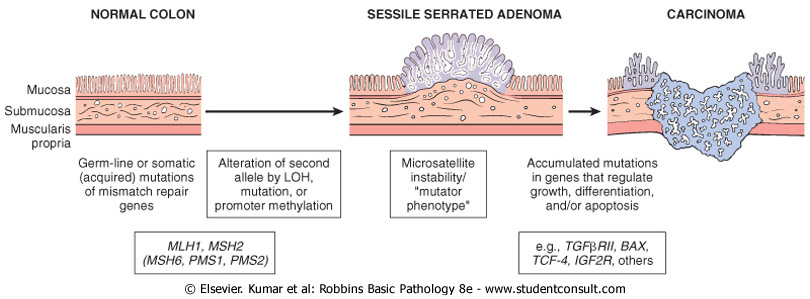 NORMAL COLON
SESSILE SERRATED ADENOMA
CARCINOMA
Mucosa
Submucosa
Muscularis
propria
Germ-line or somatic
(acquired) mutations
of mismatch repair
genes
Alteration of second
allele by LOH,
mutation, or
promoter methylation
Microsatellite
instability/
"mutator
phenotype"
Accumulated mutations
in genes that regulate
growth, differentiation,
and/or apoptosis
MLH1, MSH2
(MSH6, PMS1, PMS2)
e.g., TGFβRII, BAX,
TCF-4, IGF2R, others
© Elsevier. Kumar et al: Robbins Basic Pathology 8e - www.studentconsult.com